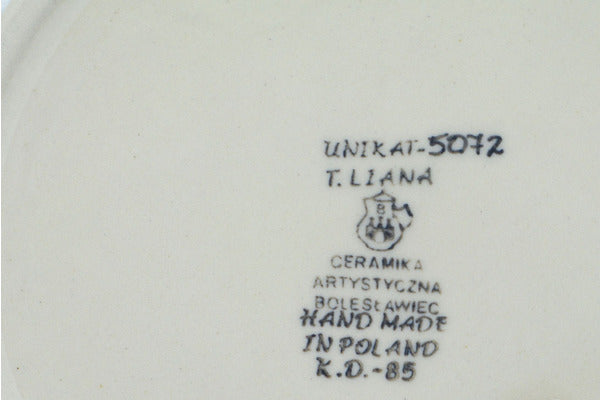 UNIKAT-5072
T. LIANA
B
CERAMIKA
ARTYSTYCZNA
BOLESŁAWIEC
HAND MADE
IN POLAND
K.D.-85